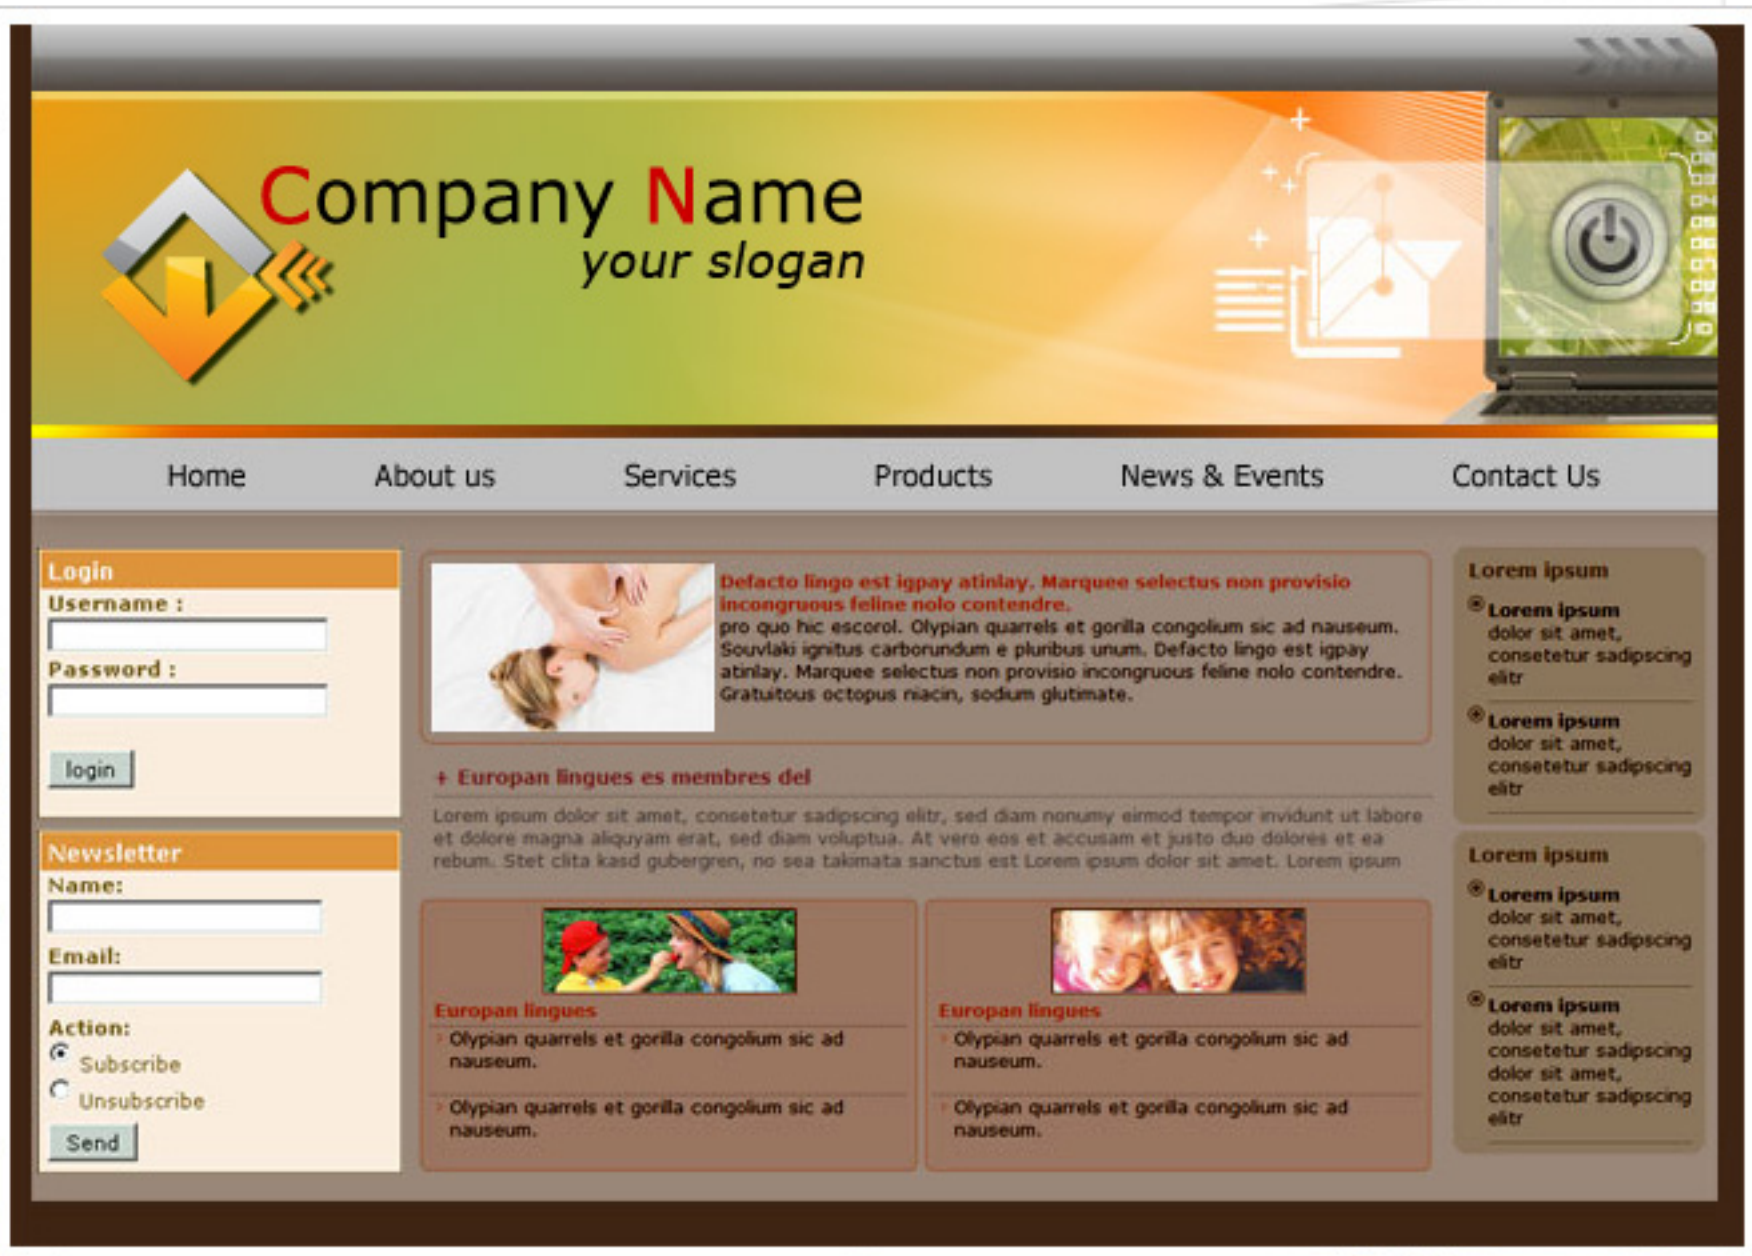 Company Name
your slogan
Home About us Services Products News & Events Contact Us
Login
Username :
Password :
login
Newsletter
Name:
Email:
Action:
Subscribe
Unsubscribe
Send
Defacto lingo est igpay atinlay. Marquee selectus non provisio
incongruous feline nolo contendre.
pro quo hic escorol. Olypian quarrels et gorilla congolium sic ad nauseum.
Souvlaki ignitus carborundum e pluribus unum. Defacto lingo est igpay
atinlay. Marquee selectus non provisio incongruous feline nolo contendre.
Gratuitous octopus niacin, sodium glutimate.
+ Europan lingues es membres del
Lorem ipsum dolor sit amet, consetetur sadipscing elitr, sed diam nonumy eirmod tempor invidunt ut labore
et dolore magna aliquyam erat, sed diam voluptua. At vero eos et accusam et justo duo dolores et ea
rebum. Stet clita kasd gubergren, no sea takimata sanctus est Lorem ipsum dolor sit amet. Lorem ipsum
Europan lingues
Olypian quarrels et gorilla congolium sic ad
nauseum.
Olypian quarrels et gorilla congolium sic ad
nauseum.
Europan lingues
Olypian quarrels et gorilla congolium sic ad
nauseum.
Olypian quarrels et gorilla congolium sic ad
nauseum.
Lorem ipsum
Lorem ipsum
dolor sit amet,
consetetur sadipscing
elitr
Lorem ipsum
dolor sit amet,
consetetur sadipscing
elitr
Lorem ipsum
Lorem ipsum
dolor sit amet,
consetetur sadipscing
elitr
Lorem ipsum
dolor sit amet,
consetetur sadipscing
dolor sit amet,
consetetur sadipscing
elitr